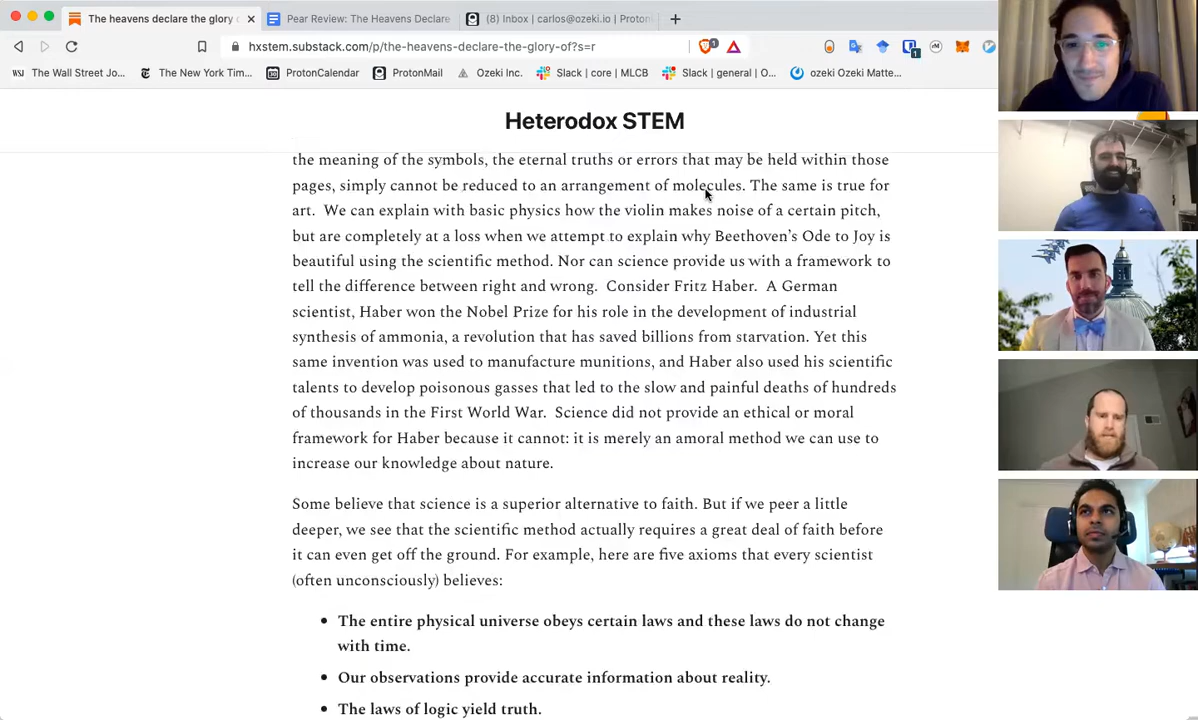 The heavens declare the glory
Pear Review: The Heavens Declare
(8) Inbox | carlos@ozeki.io | Proton
hxstem.substack.com/p/the-heavens-declare-the-glory-of?s=r
1
1
The Wall Street Jo...
The New York Tim...
ProtonCalendar
ProtonMail
Ozeki Inc.
Slack | core | MLCB
Slack | general | O...
ozeki Ozeki Matte...
Heterodox STEM
the meaning of the symbols, the eternal truths or errors that may be held within those
pages, simply cannot be reduced to an arrangement of molecules. The same is true for
art. We can explain with basic physics how the violin makes noise of a certain pitch,
but are completely at a loss when we attempt to explain why Beethoven's Ode to Joy is
beautiful using the scientific method. Nor can science provide us with a framework to
tell the difference between right and wrong. Consider Fritz Haber. A German
scientist, Haber won the Nobel Prize for his role in the development of industrial
synthesis of ammonia, a revolution that has saved billions from starvation. Yet this
same invention was used to manufacture munitions, and Haber also used his scientific
talents to develop poisonous gasses that led to the slow and painful deaths of hundreds
of thousands in the First World War. Science did not provide an ethical or moral
framework for Haber because it cannot: it is merely an amoral method we can use to
increase our knowledge about nature.
Some believe that science is a superior alternative to faith. But if we peer a little
deeper, we see that the scientific method actually requires a great deal of faith before
it can even get off the ground. For example, here are five axioms that every scientist
(often unconsciously) believes:
• The entire physical universe obeys certain laws and these laws do not change
with time.
• Our observations provide accurate information about reality.
• The laws of logic yield truth.